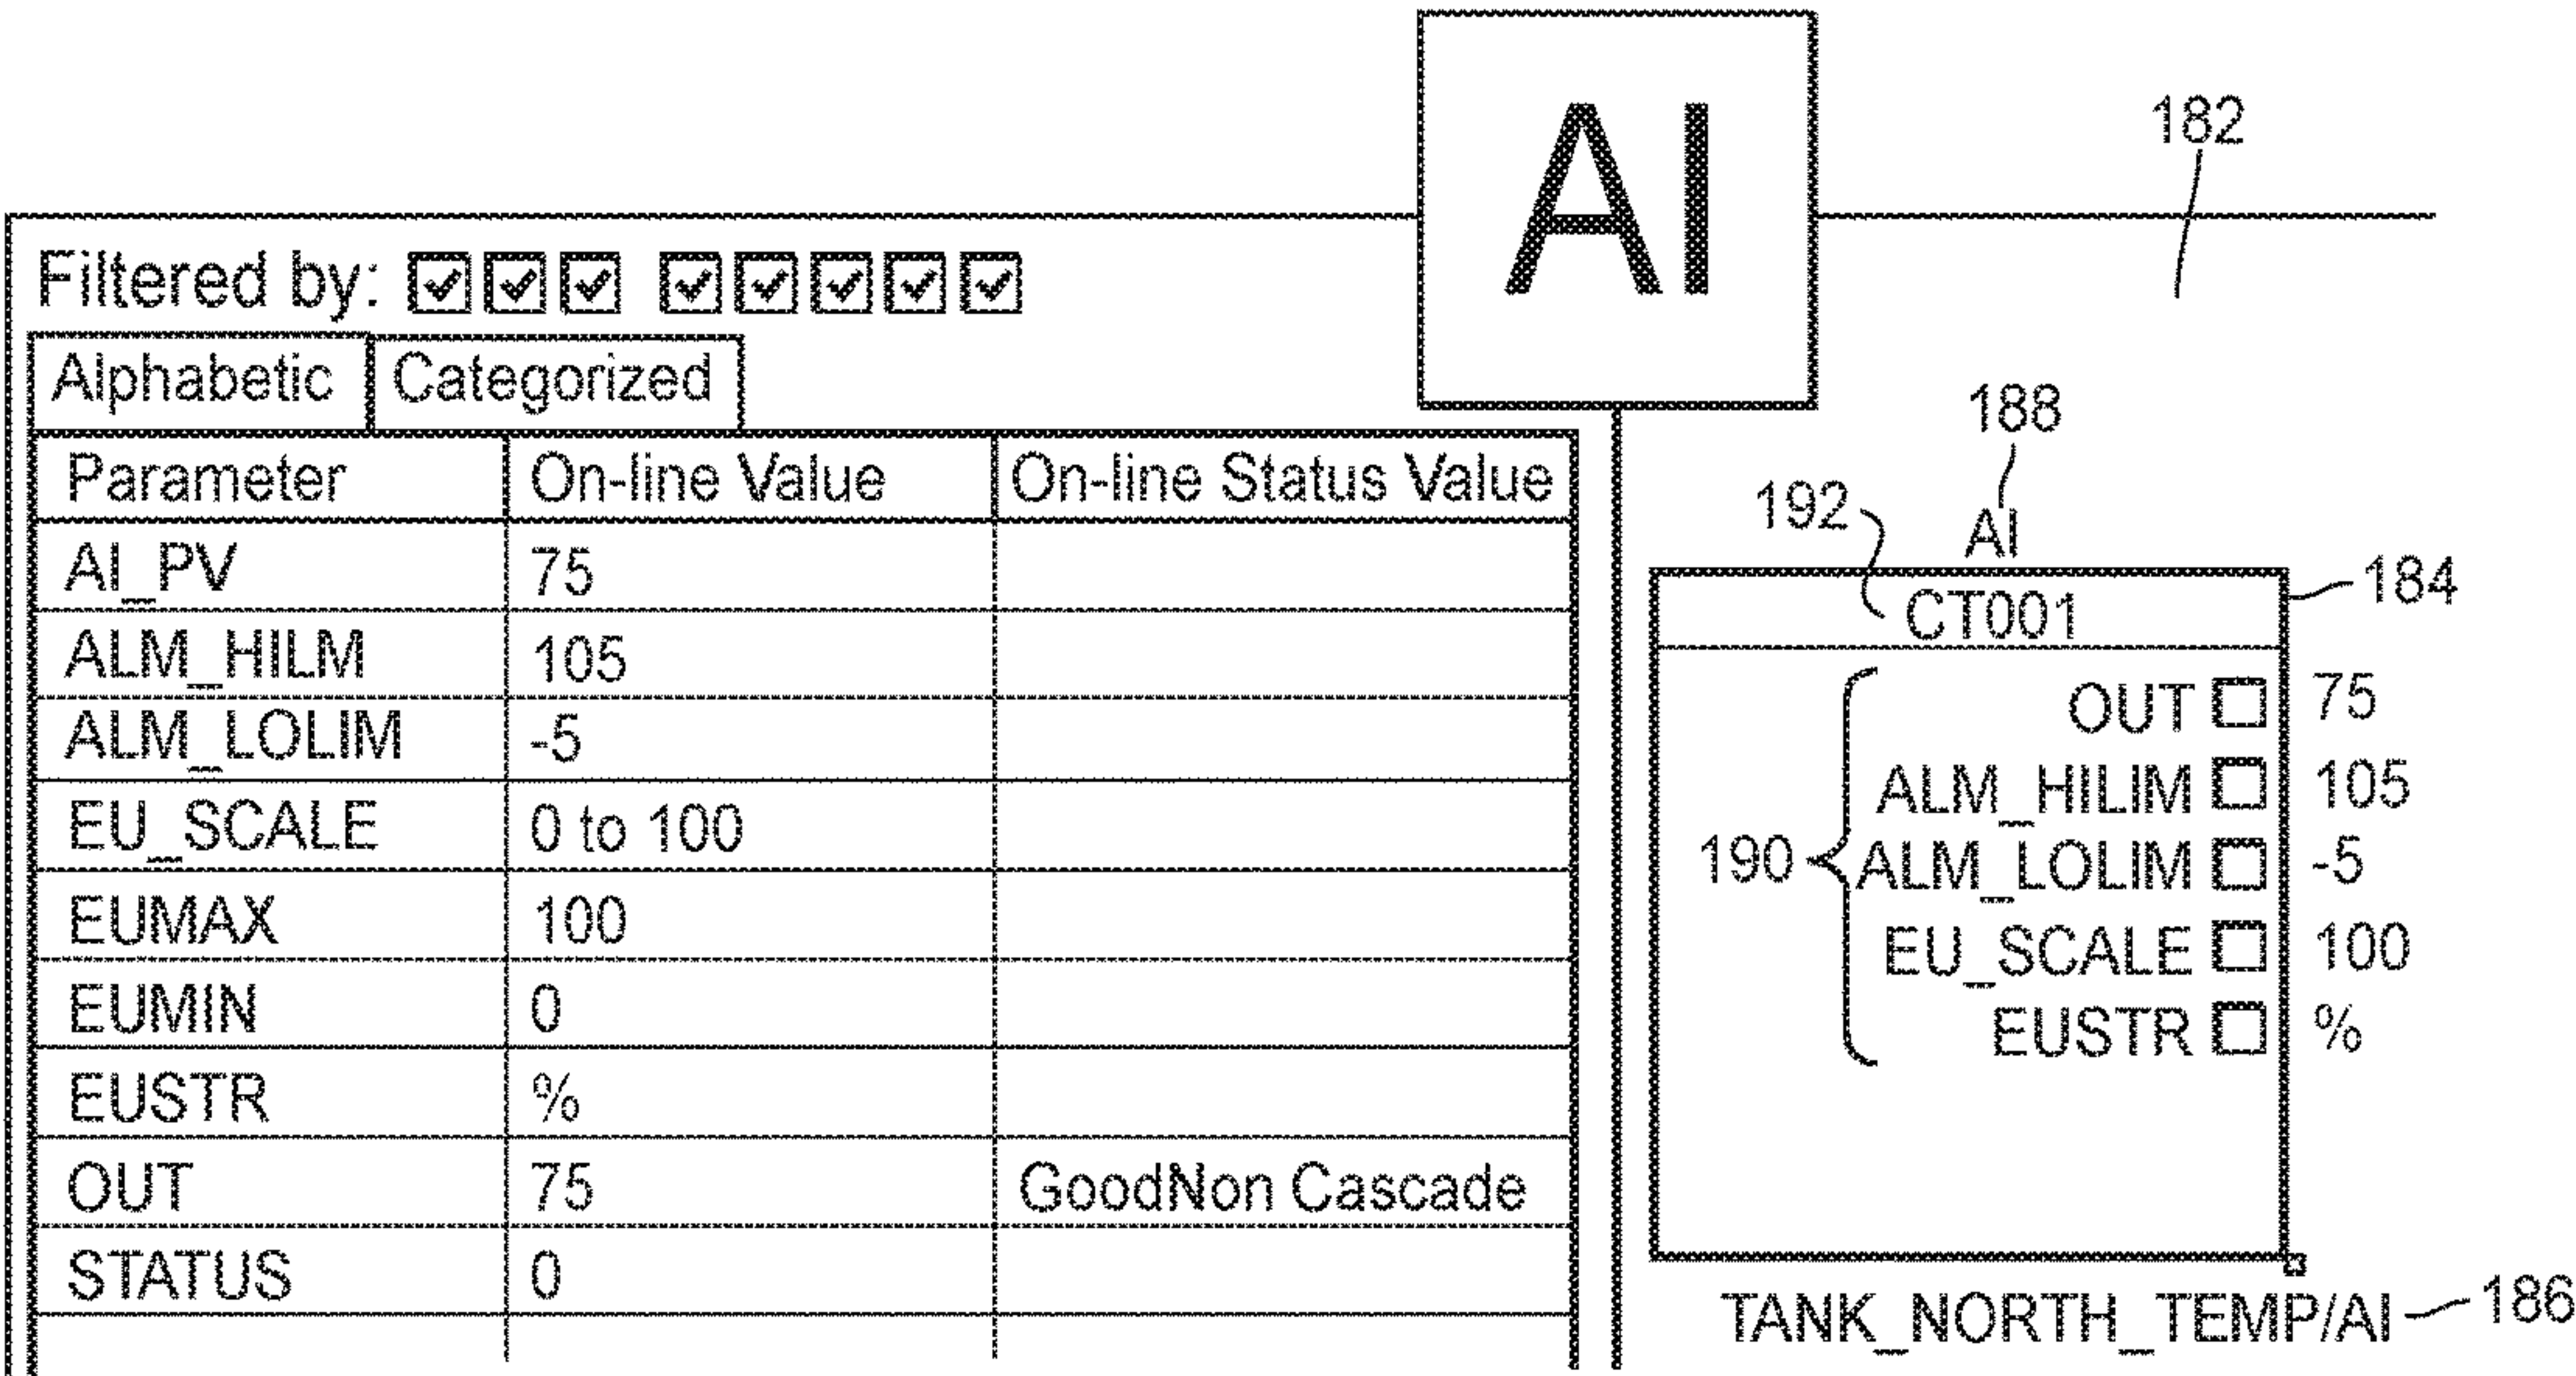 AI
182
Filtered by:
Alphabetic Categorized
Parameter On-line Value On-line Status Value
AI_PV 75
ALM_HILM 105
ALM_LOLIM -5
EU_SCALE 0 to 100
EUMAX 100
EUMIN 0
EUSTR %
OUT 75 GoodNon Cascade
STATUS 0
188
192
AI
184
CT001
OUT 75
ALM_HILIM 105
190
ALM_LOLIM -5
EU_SCALE 100
EUSTR %
TANK_NORTH_TEMP/AI 186